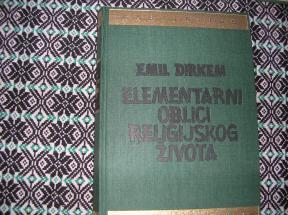 EMIL DIRKEM
ELEMENTARNI
OBLICI
RELIGIJSKOG
ŽIVOTA